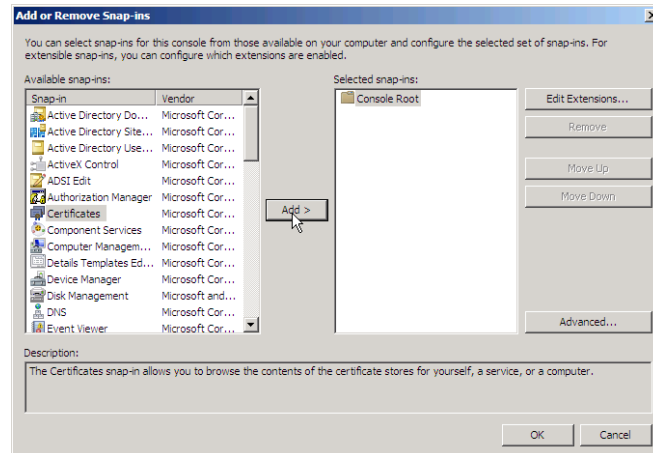 Add or Remove Snap-ins
You can select snap-ins for this console from those available on your computer and configure the selected set of snap-ins. For
extensible snap-ins, you can configure which extensions are enabled.
Available snap-ins:
Selected snap-ins:
Snap-in Vendor
Active Directory Do... Microsoft Cor...
Active Directory Site... Microsoft Cor...
Active Directory Use... Microsoft Cor...
ActiveX Control Microsoft Cor...
ADSI Edit Microsoft Cor...
Authorization Manager Microsoft Cor...
Certificates Microsoft Cor...
Component Services Microsoft Cor...
Computer Managem... Microsoft Cor...
Details Templates Ed... Microsoft Cor...
Device Manager Microsoft Cor...
Disk Management Microsoft and...
DNS Microsoft Cor...
Event Viewer Microsoft Cor...
Add >
Console Root
Edit Extensions...
Remove
Move Up
Move Down
Advanced...
Description:
The Certificates snap-in allows you to browse the contents of the certificate stores for yourself, a service, or a computer.
OK Cancel